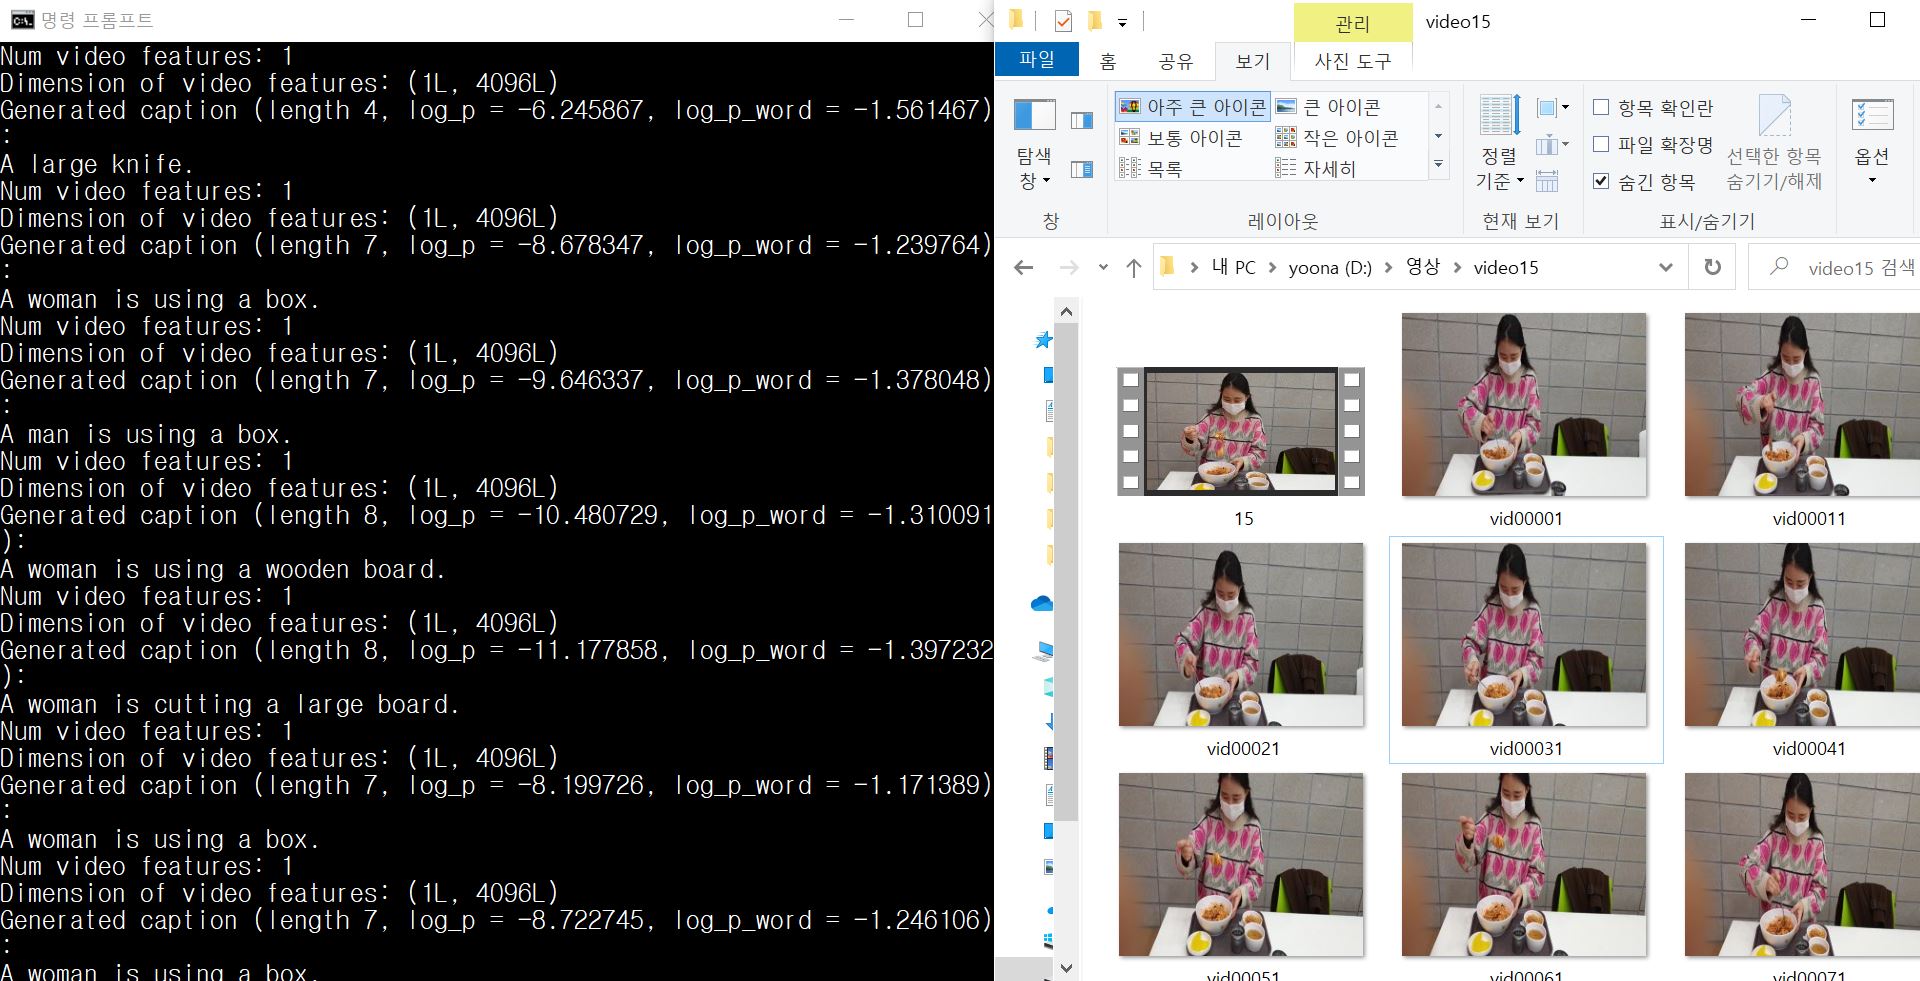 명령 프롬프트
Num video features: 1
Dimension of video features: (1L, 4096L)
Generated caption (length 4, log_p = -6.245867, log_p_word = -1.561467)
:
A large knife.
Num video features: 1
Dimension of video features: (1L, 4096L)
Generated caption (length 7, log_p = -8.678347, log_p_word = -1.239764)
:
A woman is using a box.
Num video features: 1
Dimension of video features: (1L, 4096L)
Generated caption (length 7, log_p = -9.646337, log_p_word = -1.378048)
:
A man is using a box.
Num video features: 1
Dimension of video features: (1L, 4096L)
Generated caption (length 8, log_p = -10.480729, log_p_word = -1.310091
):
A woman is using a wooden board.
Num video features: 1
Dimension of video features: (1L, 4096L)
Generated caption (length 8, log_p = -11.177858, log_p_word = -1.397232
):
A woman is cutting a large board.
Num video features: 1
Dimension of video features: (1L, 4096L)
Generated caption (length 7, log_p = -8.199726, log_p_word = -1.171389)
:
A woman is using a box.
Num video features: 1
Dimension of video features: (1L, 4096L)
Generated caption (length 7, log_p = -8.722745, log_p_word = -1.246106)
:
A woman is using a box.
관리
video15
파일 홈 공유 보기 사진 도구
탐색
창
아주 큰 아이콘 큰 아이콘
보통 아이콘 작은 아이콘
목록 자세히
정렬
기준
항목 확인란
파일 확장명
숨긴 항목
선택한 항목
숨기기/해제
옵션
창 레이아웃 현재 보기 표시/숨기기
내 PC yoona (D:) 영상 video15
video15 검색
15 vid00001 vid00011
vid00021 vid00031 vid00041
vid00051 vid00061 vid00071